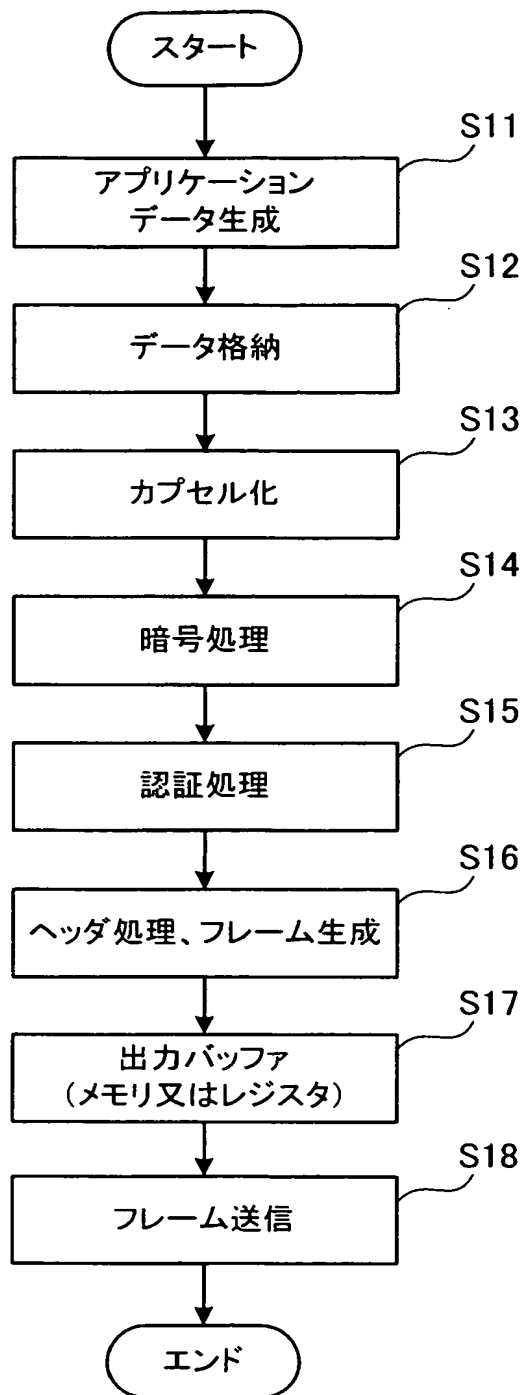 スタート
S11
アプリケーション
データ生成
S12
データ格納
S13
カプセル化
S14
暗号処理
S15
認証処理
S16
ヘッダ処理、フレーム生成
S17
出力バッファ
(メモリ又はレジスタ)
S18
フレーム送信
エンド